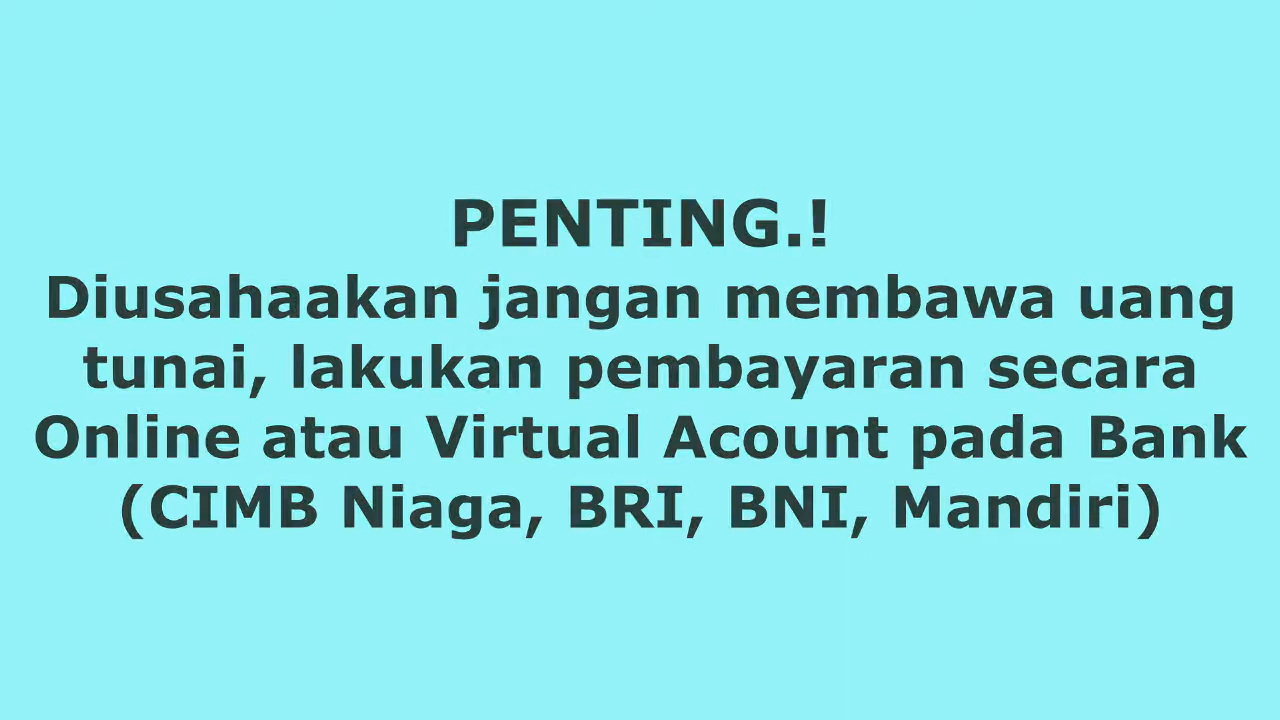 PENTING.!
Diusahaakan jangan membawa uang
tunai, lakukan pembayaran secara
Online atau Virtual Acount pada Bank
(CIMB Niaga, BRI, BNI, Mandiri)